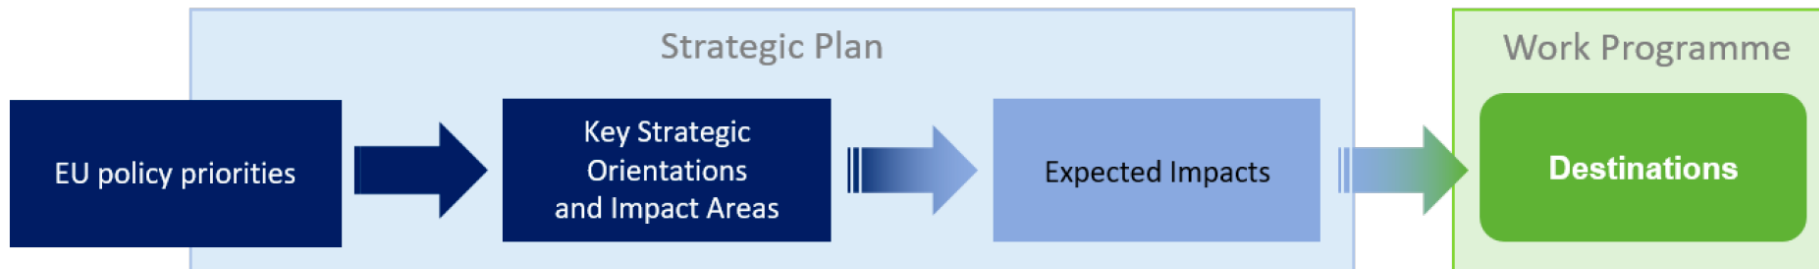 Strategic Plan
Work Programme
EU policy priorities
Key Strategic
Orientations
and Impact Areas
Expected Impacts
Destinations